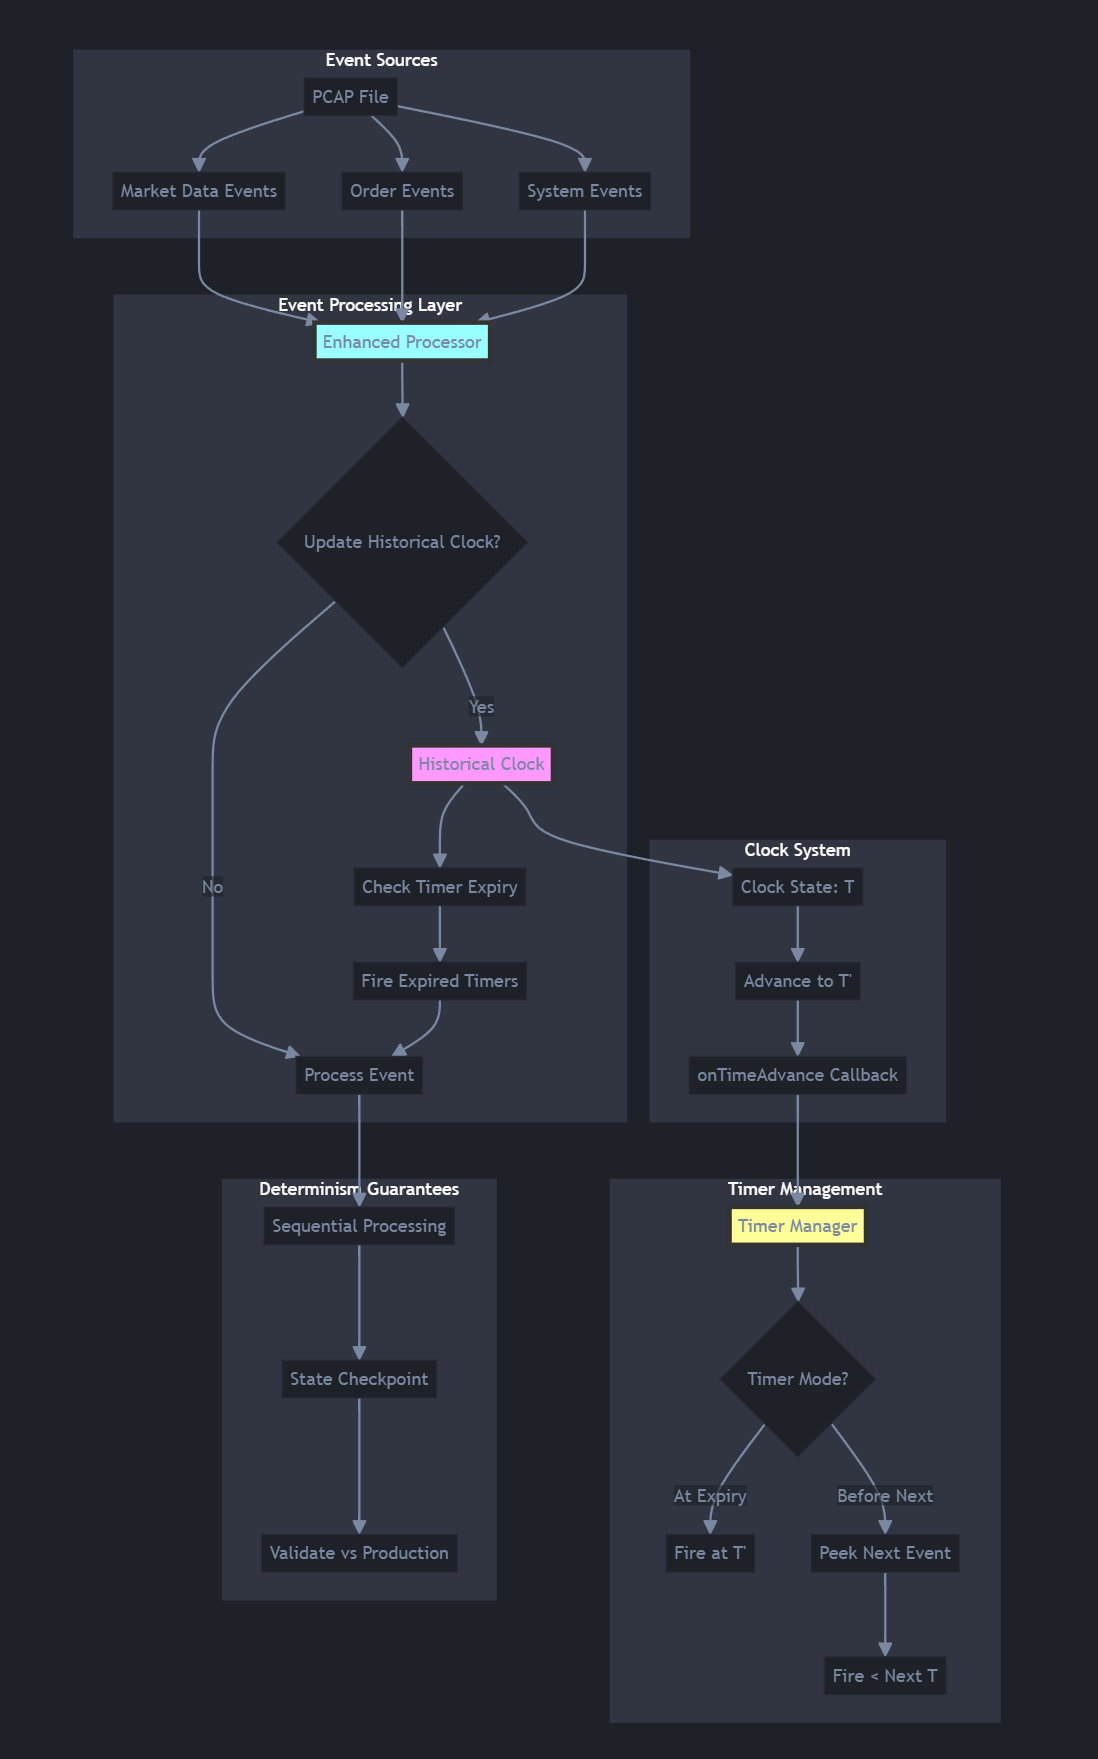 Event Sources
PCAP File
Market Data Events
Order Events
System Events
Event Processing Layer
Enhanced Processor
Update Historical Clock?
Yes
Historical Clock
No
Check Timer Expiry
Fire Expired Timers
Process Event
Clock System
Clock State: T
Advance to T'
onTimeAdvance Callback
Determinism Guarantees
Sequential Processing
State Checkpoint
Validate vs Production
Timer Management
Timer Manager
Timer Mode?
At Expiry
Before Next
Fire at T'
Peek Next Event
Fire < Next T